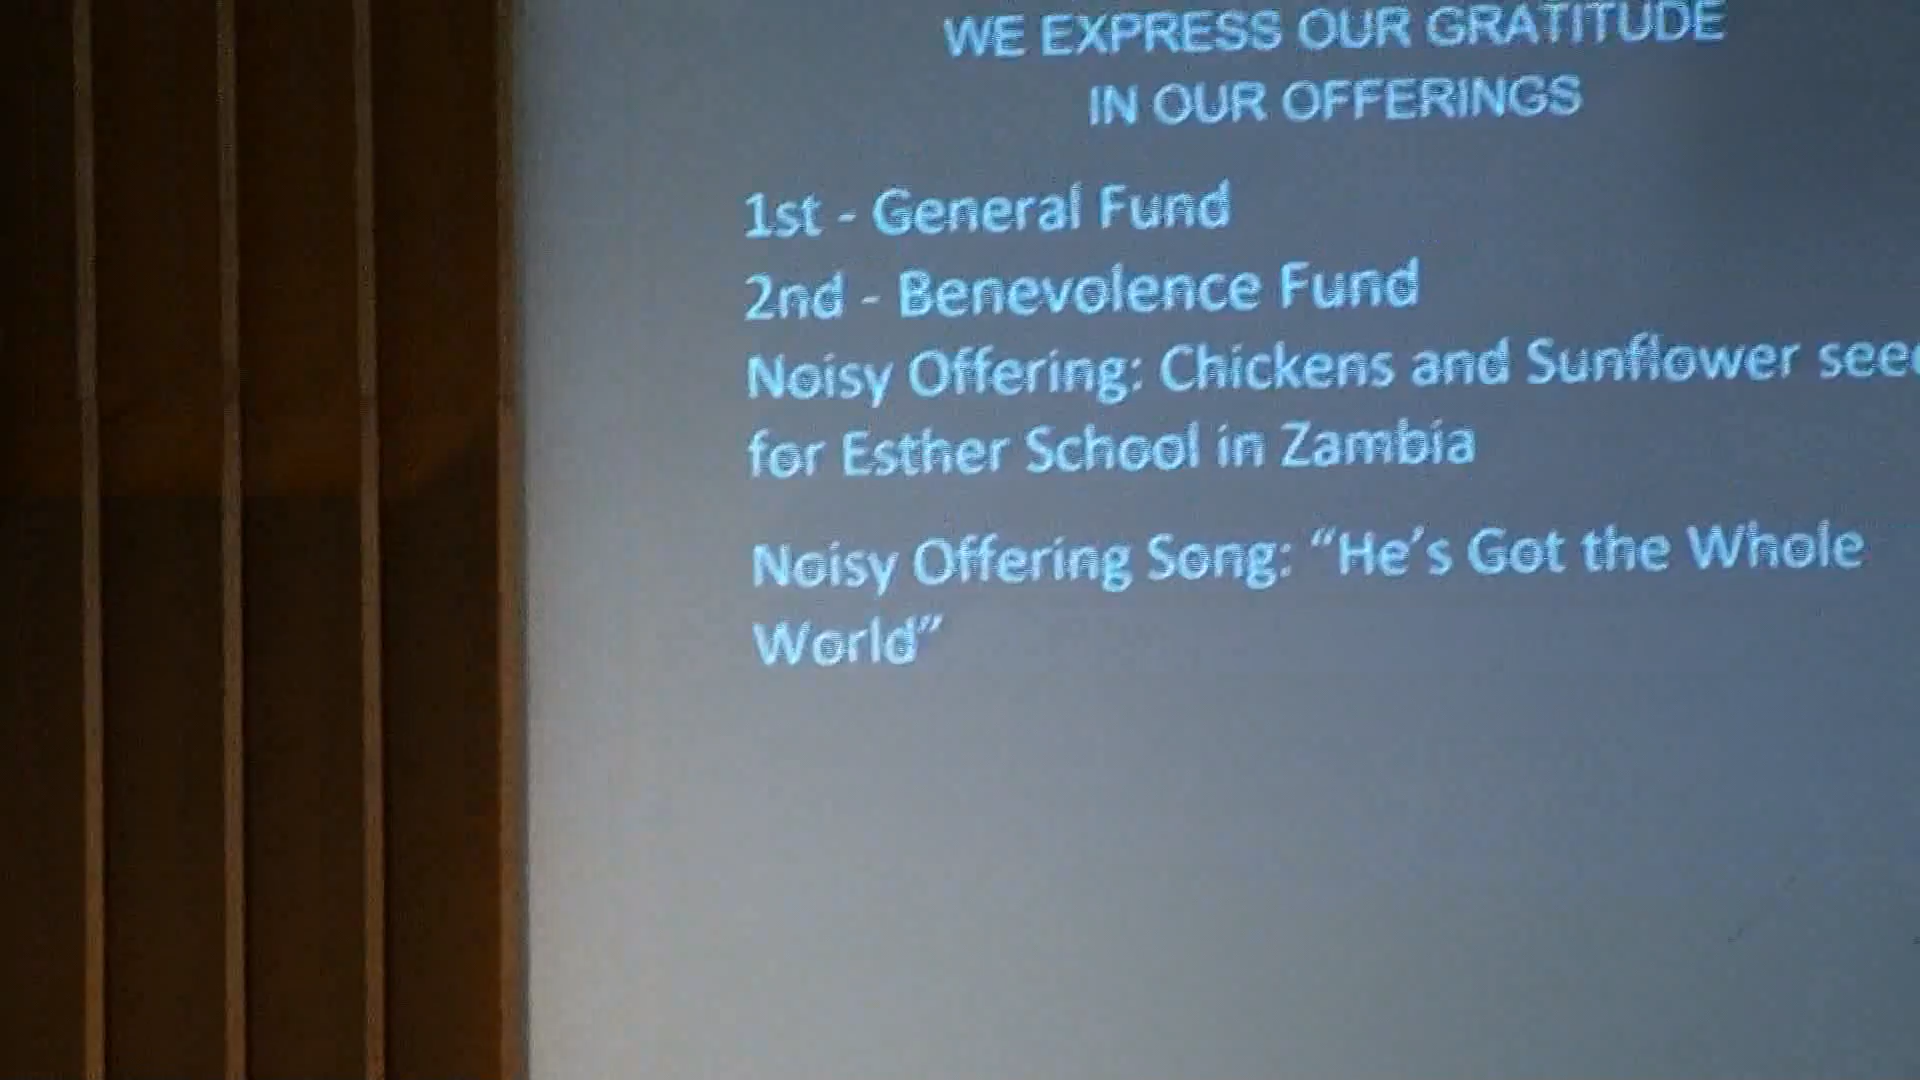 WE EXPRESS OUR GRATITUDE
IN OUR OFFERINGS
1st - General Fund
2nd - Benevolence Fund
Noisy Offering: Chickens and Sunflower
for Esther School in Zambia
Noisy Offering Song: “He’s Got the Whole
World”